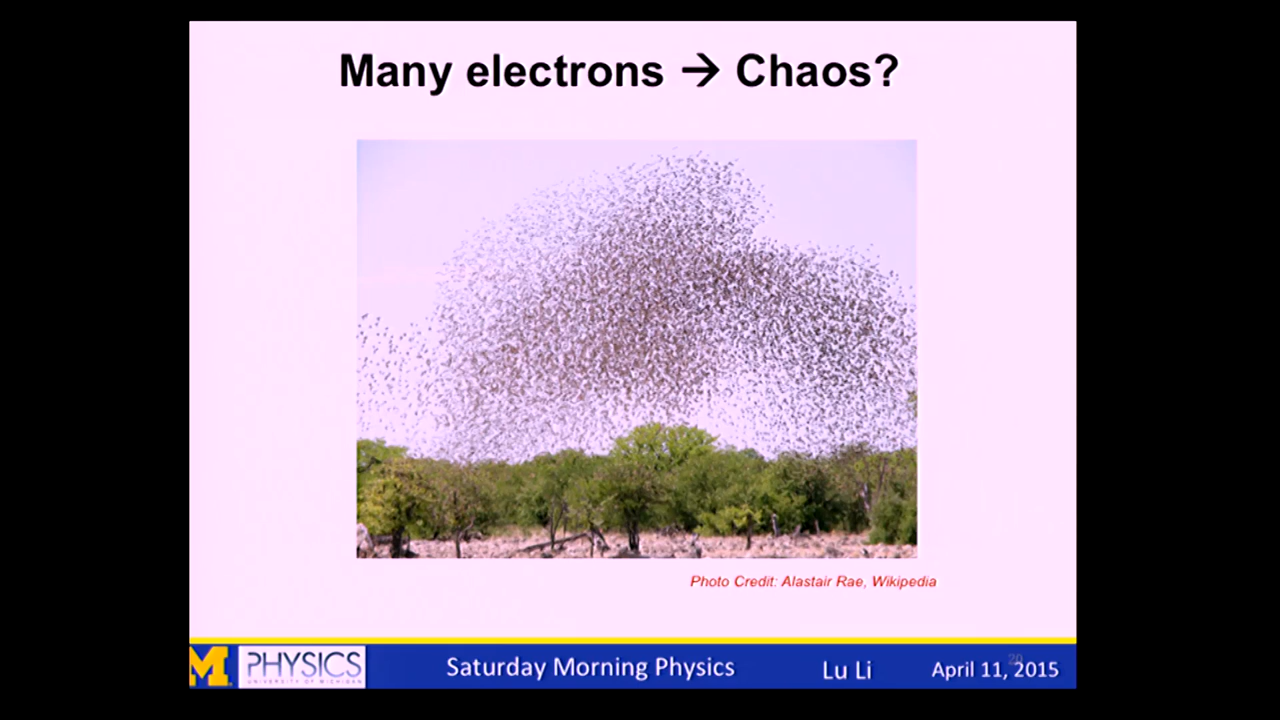 Many electrons → Chaos?
Photo Credit: Alastair Rae, Wikipedia
M PHYSICS
UNIVERSITY OF MICHIGAN
Saturday Morning Physics
Lu Li
20
April 11, 2015